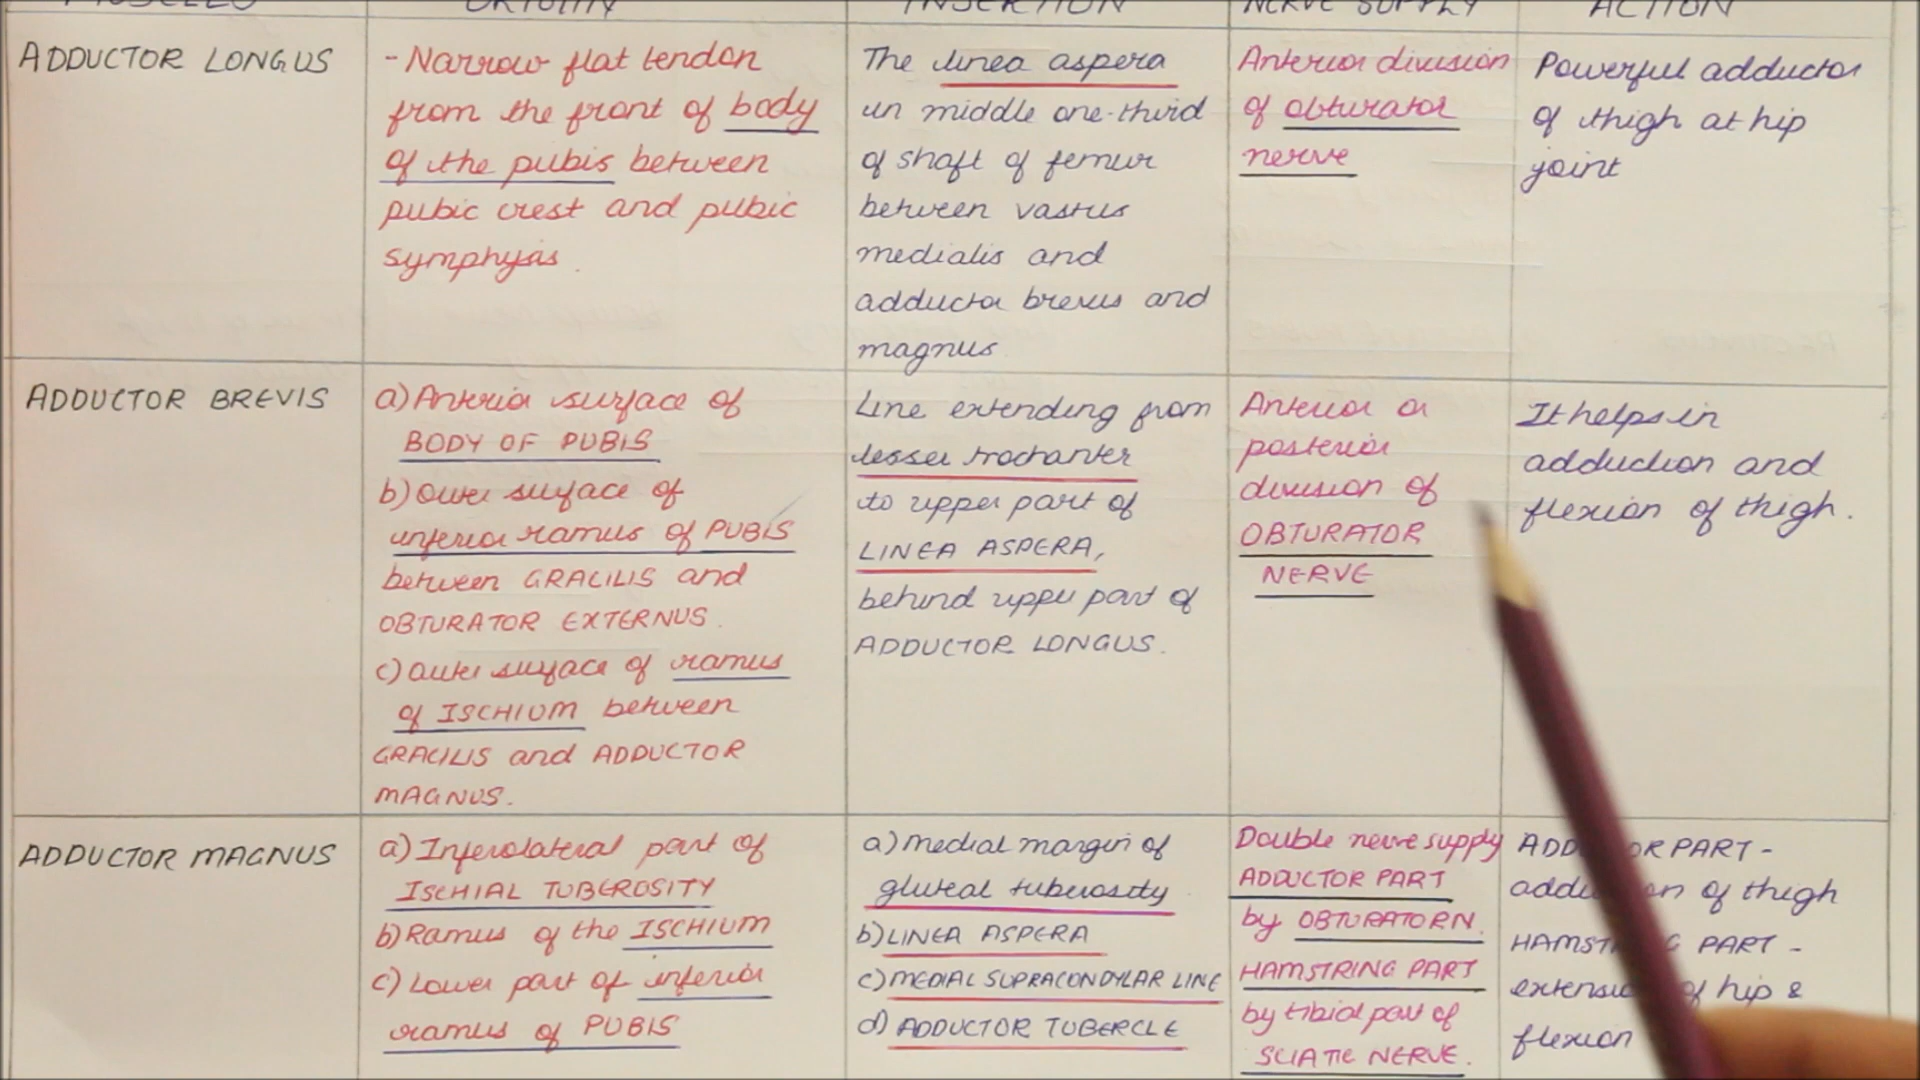 MUSCLE
ORIGIN
INSERTION
NERVE SUPPLY
ACTION
ADDUCTOR LONGUS
- Narrow flat tendon
from the front of body
of the pubis between
pubic crest and pubic
symphysis.
The linea aspera
in middle one-third
of shaft of femur
between vastus
medialis and
adductor brevis and
magnus
Anterior division
of obturator
nerve
Powerful adductor
of thigh at hip
joint
ADDUCTOR BREVIS
a) Anterior surface of
BODY OF PUBIS
b) Outer surface of
inferior ramus of PUBIS
between GRACILIS and
OBTURATOR EXTERNUS.
c) outer surface of ramus
of ISCHIUM between
GRACILIS and ADDUCTOR
MAGNUS.
Line extending from
lesser trochanter
to upper part of
LINEA ASPERA,
behind upper part of
ADDUCTOR LONGUS.
Anterior or
posterior
division of
OBTURATOR
NERVE
It helps in
adduction and
flexion of thigh.
ADDUCTOR MAGNUS
a) Inferolateral part of
ISCHIAL TUBEROSITY
b) Ramus of the ISCHIUM
c) Lower part of inferior
ramus of PUBIS
a) Medial margin of
gluteal tuberosity
b) LINEA ASPERA
c) MEDIAL SUPRACONDYLAR LINE
d) ADDUCTOR TUBERCLE
Double nerve supply
ADDUCTOR PART
by OBTURATOR N.
HAMSTRING PART
by tibial part of
SCIATIC NERVE.
PART -
of thigh
PART -
of hip &
flexion